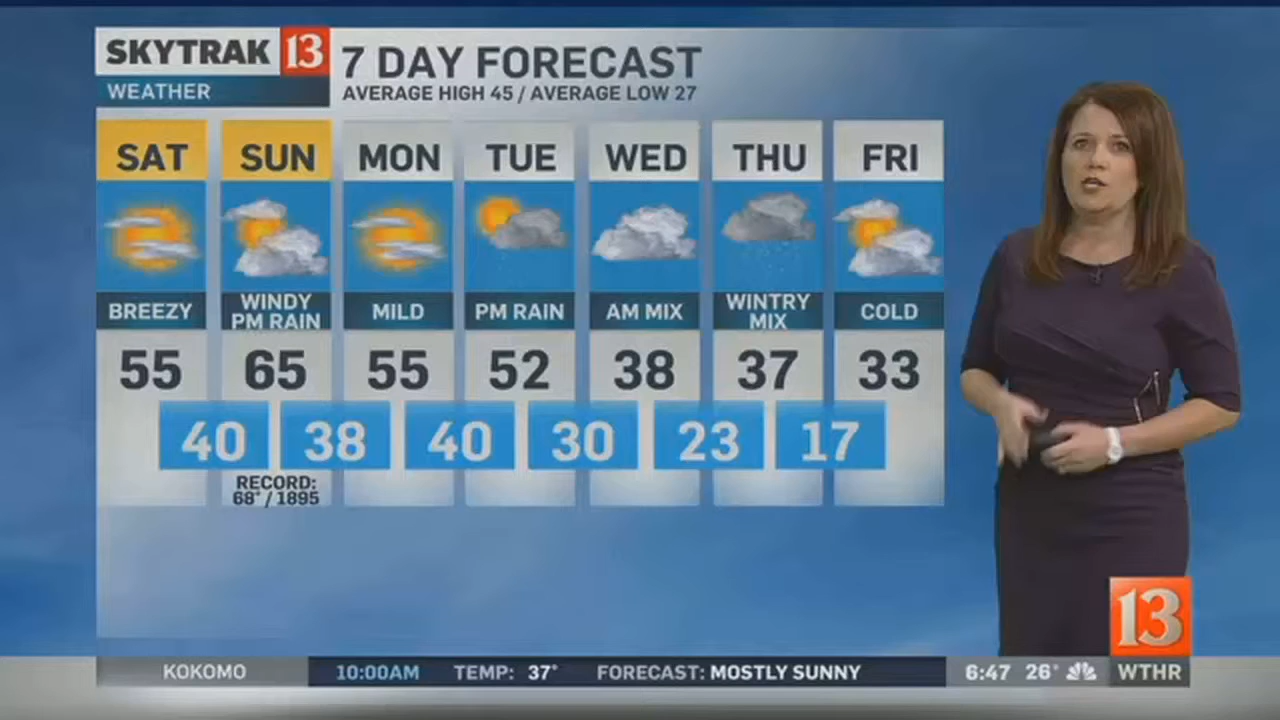 SKYTRAK 13
WEATHER
7 DAY FORECAST
AVERAGE HIGH 45 / AVERAGE LOW 27
SAT SUN MON TUE WED THU FRI
BREEZY
WINDY
PM RAIN
MILD
PM RAIN
AM MIX
WINTRY
MIX
COLD
55 65 55 52 38 37 33
40 38 40 30 23 17
RECORD:
68° / 1895
13
KOKOMO 10:00AM TEMP: 37° FORECAST: MOSTLY SUNNY 6:47 26° WTHR